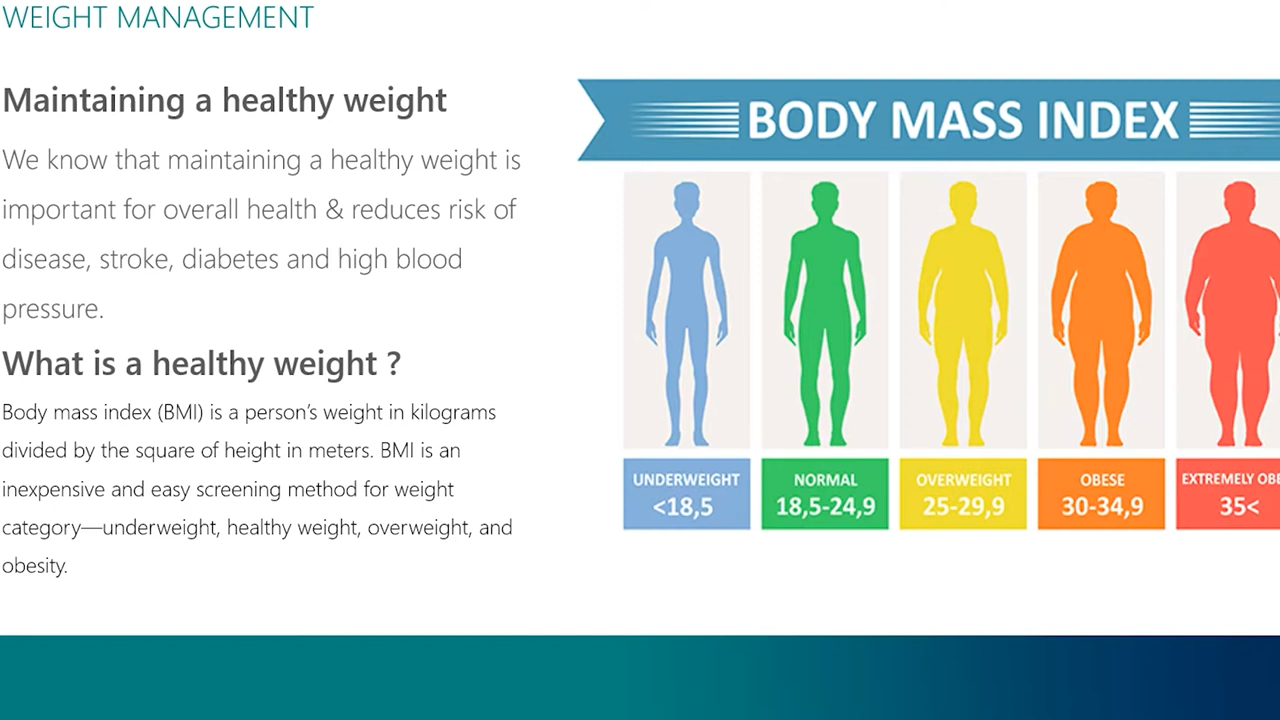 WEIGHT MANAGEMENT
Maintaining a healthy weight
We know that maintaining a healthy weight is
important for overall health & reduces risk of
disease, stroke, diabetes and high blood
pressure.
What is a healthy weight ?
Body mass index (BMI) is a person’s weight in kilograms
divided by the square of height in meters. BMI is an
inexpensive and easy screening method for weight
category—underweight, healthy weight, overweight, and
obesity.
BODY MASS INDEX
UNDERWEIGHT
<18,5
NORMAL
18,5-24,9
OVERWEIGHT
25-29,9
OBESE
30-34,9
EXTREMELY OBE
35<